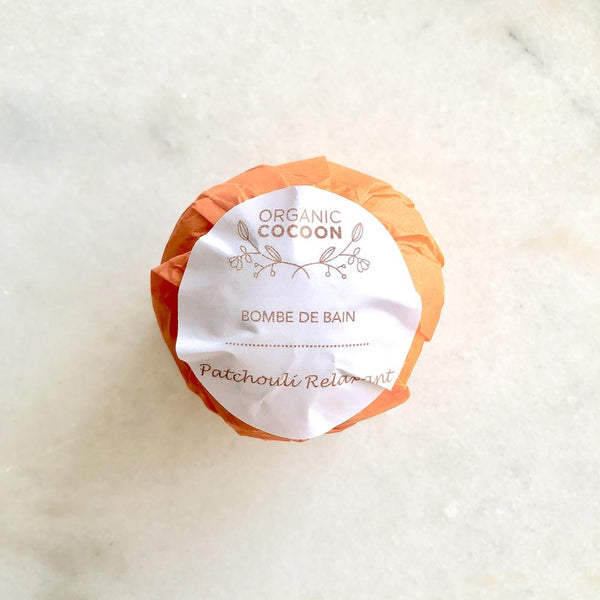 ORGANIC
COCOON
BOMBE DE BAIN
Patchouli Relaxant